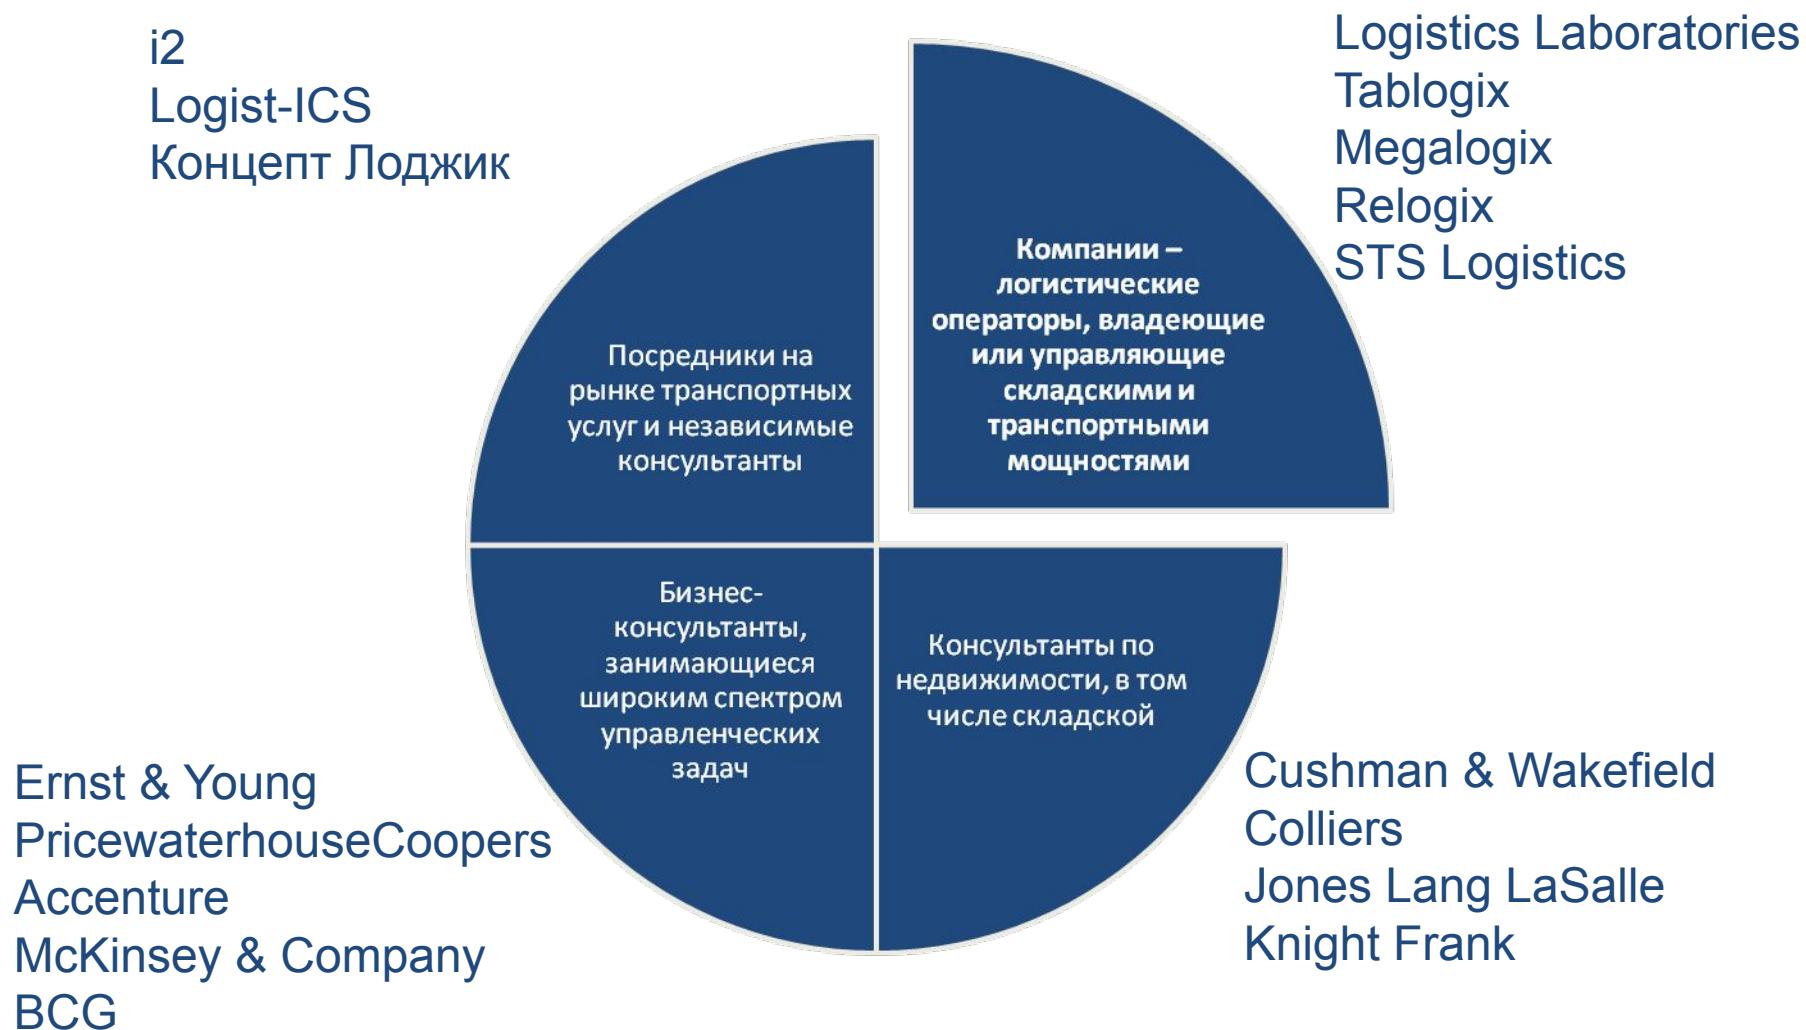 i2
Logist-ICS
Концепт Лоджик
Logistics Laboratories
Tablogix
Megalogix
Relogix
STS Logistics
Компании –
логистические
операторы, владеющие
или управляющие
складскими и
транспортными
мощностями
Посредники на
рынке транспортных
услуг и независимые
консультанты
Бизнес-
консультанты,
занимающиеся
широким спектром
управленческих
задач
Консультанты по
недвижимости, в том
числе складской
Ernst & Young
PricewaterhouseCoopers
Accenture
McKinsey & Company
BCG
Cushman & Wakefield
Colliers
Jones Lang LaSalle
Knight Frank